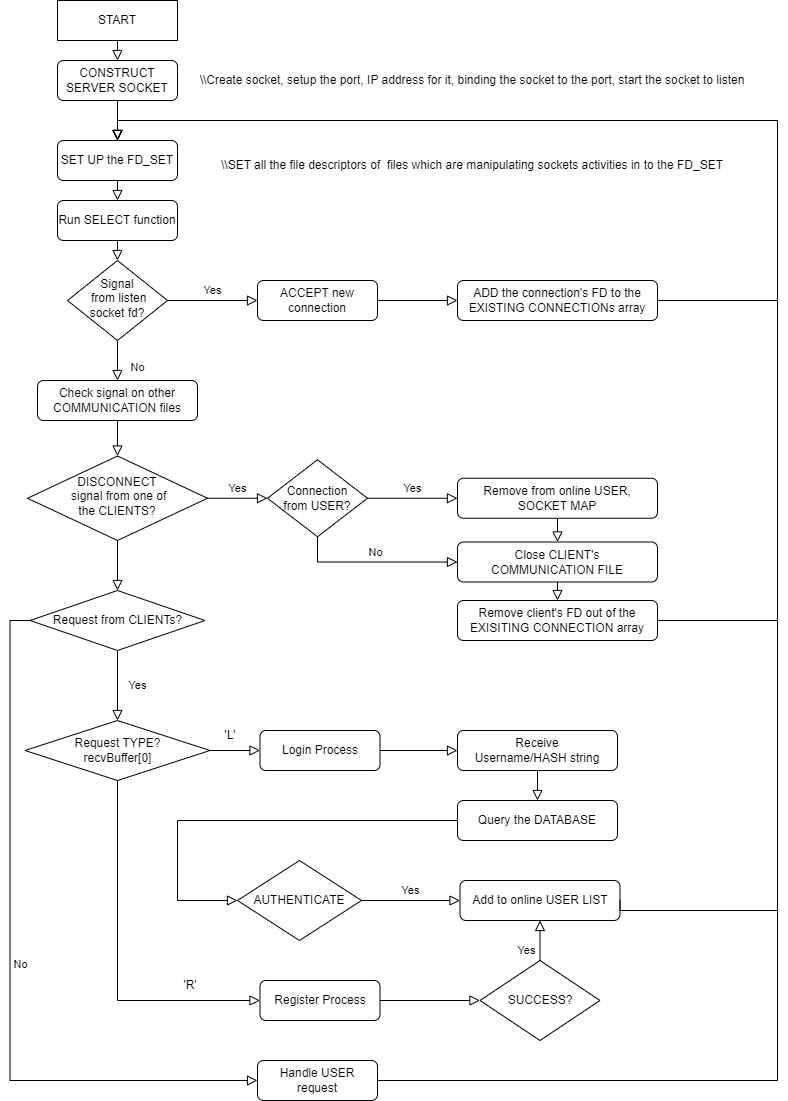 START
CONSTRUCT
SERVER SOCKET
\\Create socket, setup the port, IP address for it, binding the socket to the port, start the socket to listen
SET UP the FD_SET
\\SET all the file descriptors of files which are manipulating sockets activities in to the FD_SET
Run SELECT function
Signal
from listen
socket fd?
Yes
ACCEPT new
connection
ADD the connection's FD to the
EXISTING CONNECTIONs array
No
Check signal on other
COMMUNICATION files
DISCONNECT
signal from one of
the CLIENTS?
Yes
Connection
from USER?
Yes
Remove from online USER,
SOCKET MAP
No
Close CLIENT's
COMMUNICATION FILE
Remove client's FD out of the
EXISITING CONNECTION array
Request from CLIENTs?
Yes
Request TYPE?
recvBuffer[0]
'L'
Login Process
Receive
Username/HASH string
Query the DATABASE
AUTHENTICATE
Yes
Add to online USER LIST
Yes
No
'R'
Register Process
SUCCESS?
Handle USER
request